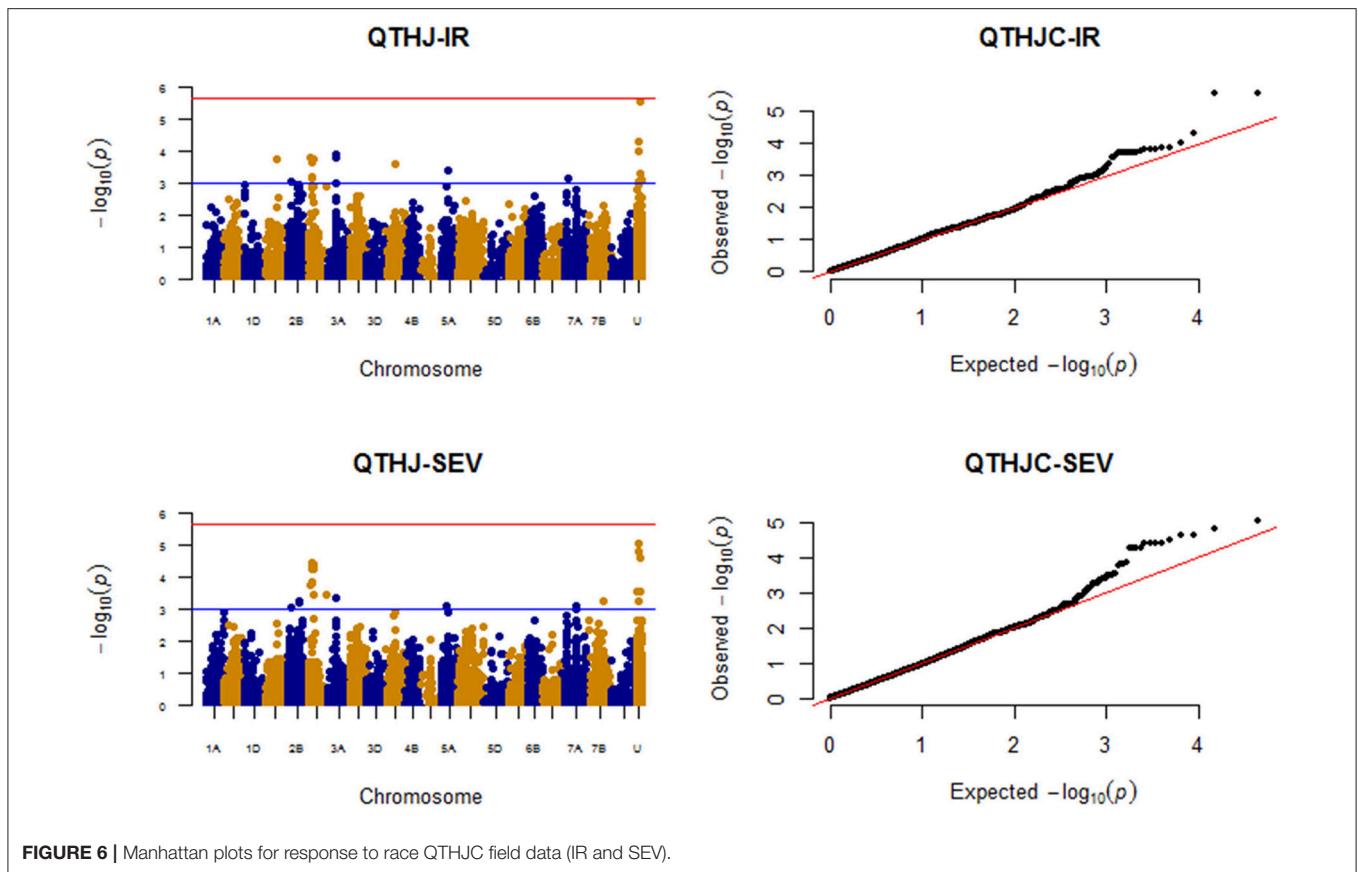 QTHJ-IR
− log₁₀(p)
6
5
4
3
2
1
0
1A 1D 2B 3A 3D 4B 5A 5D 6B 7A 7B U
Chromosome
QTHJC-IR
Observed −log₁₀(p)
5
4
3
2
1
0
0 1 2 3 4
Expected −log₁₀(p)
QTHJ-SEV
−log₁₀(p)
6
5
4
3
2
1
0
1A 1D 2B 3A 3D 4B 5A 5D 6B 7A 7B U
Chromosome
QTHJC-SEV
Observed −log₁₀(p)
5
4
3
2
1
0
0 1 2 3 4
Expected −log₁₀(p)
FIGURE 6 | Manhattan plots for response to race QTHJC field data (IR and SEV).